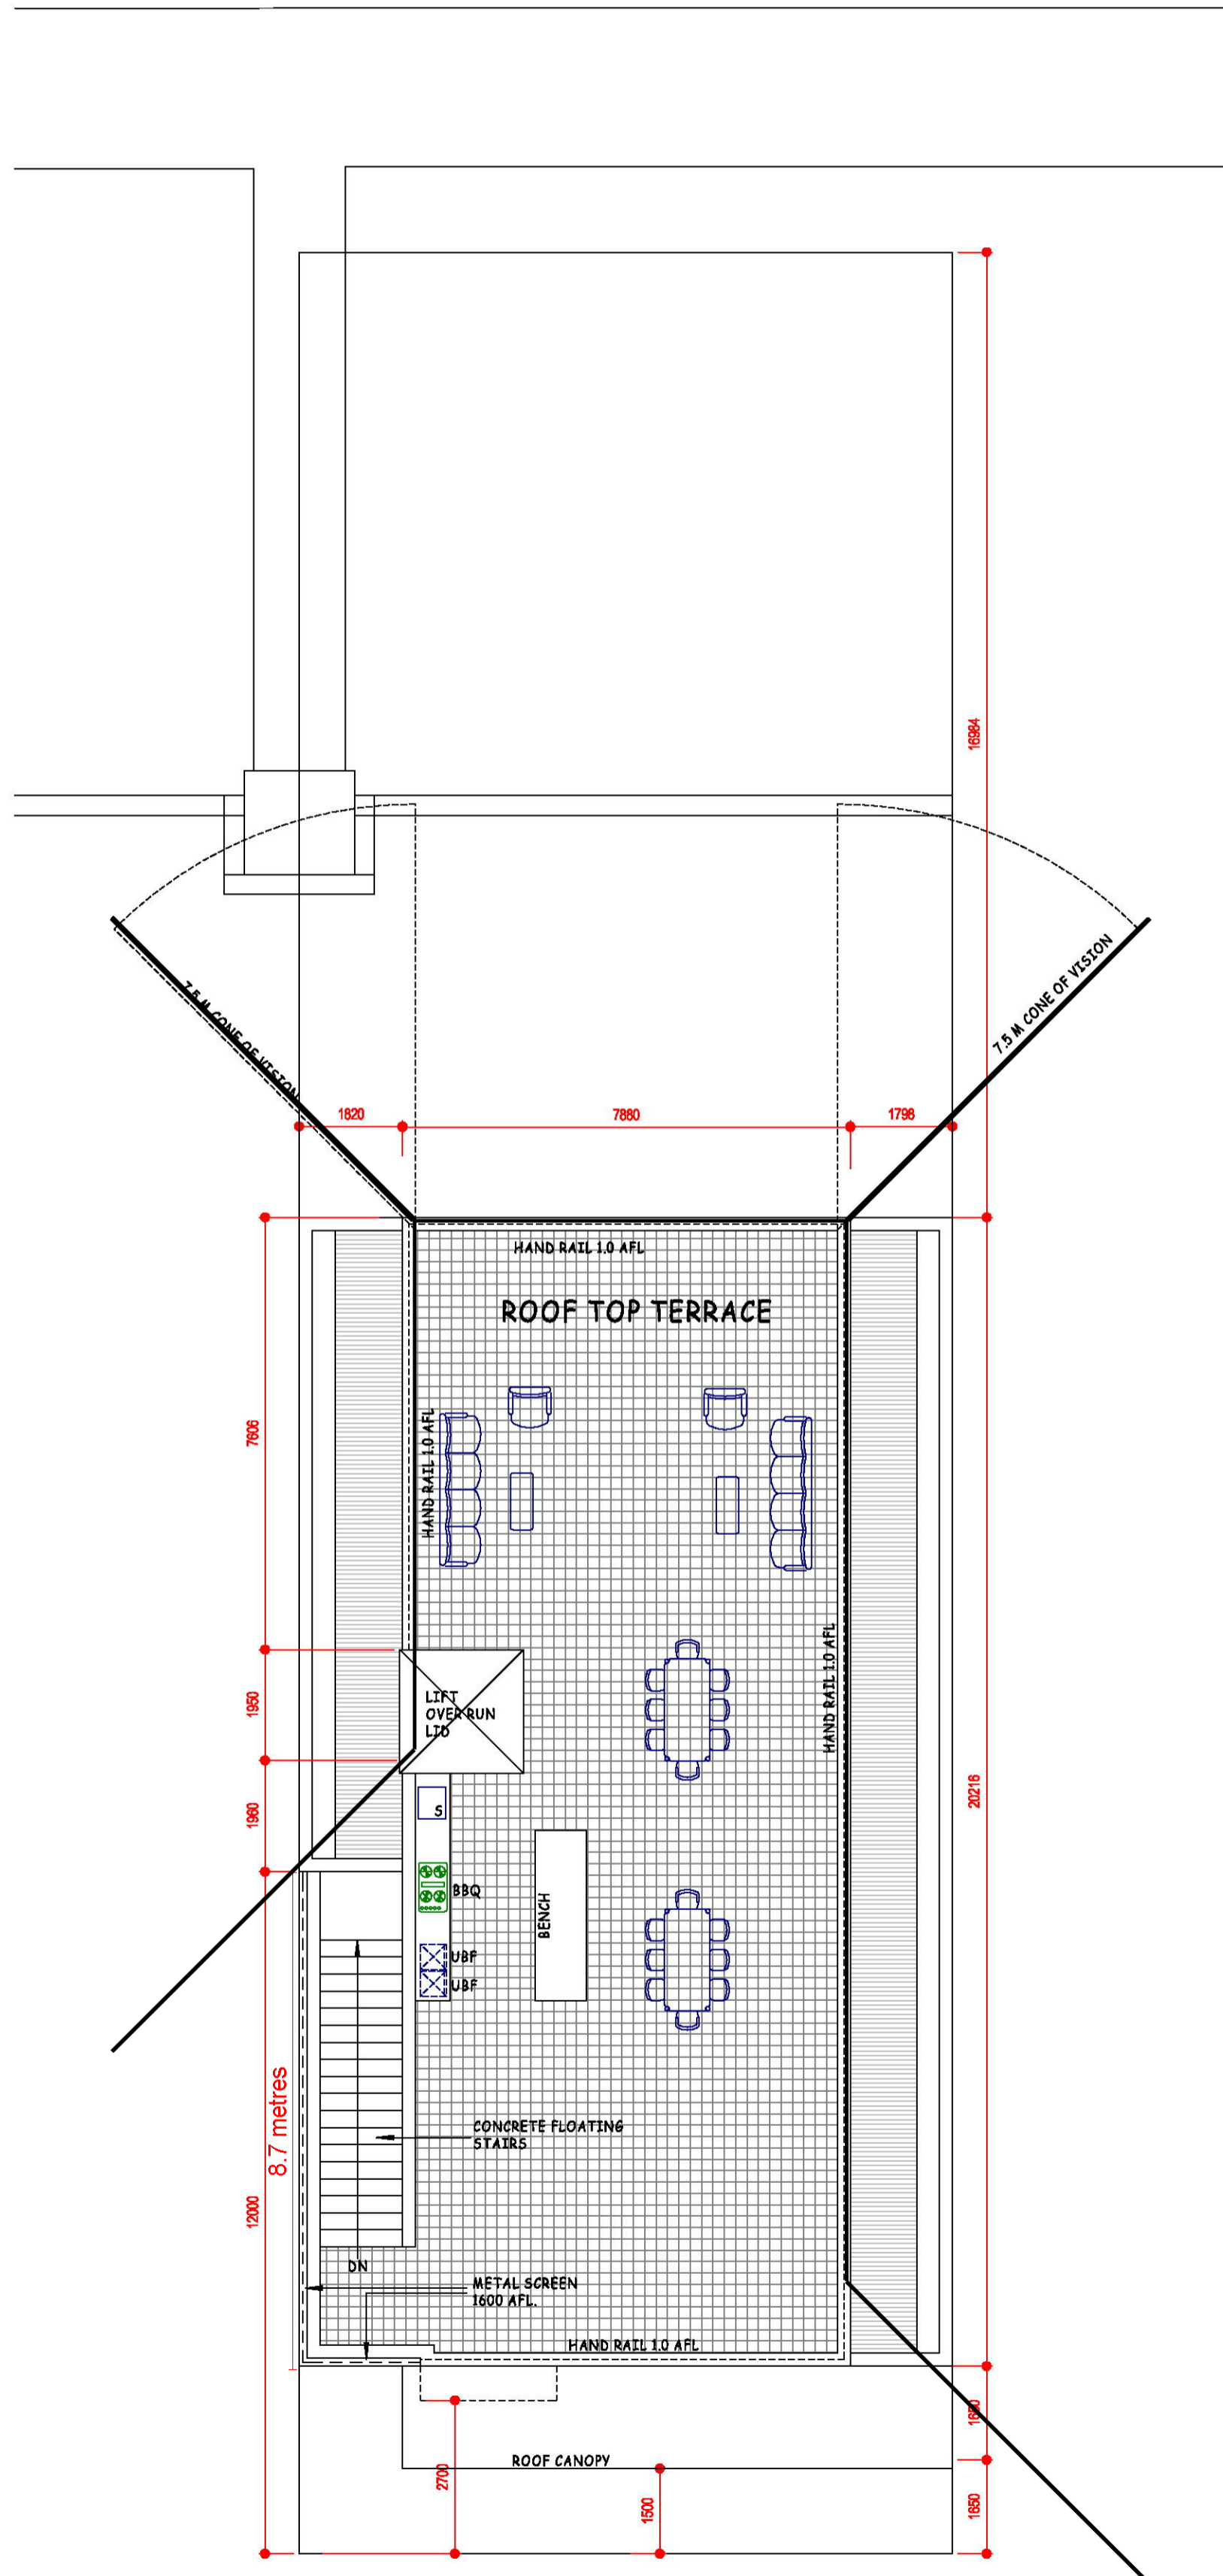 16984
7.5 M CONE OF VISION
7.5 M CONE OF VISION
1820
7880
1798
HAND RAIL 1.0 AFL
ROOF TOP TERRACE
HAND RAIL 1.0 AFL
7606
HAND RAIL 1.0 AFL
LIFT
OVER RUN
LID
1950
20216
S
1960
BBQ
BENCH
UBF
UBF
8.7 metres
CONCRETE FLOATING
STAIRS
12000
DN
METAL SCREEN
1600 AFL.
HAND RAIL 1.0 AFL
1650
ROOF CANOPY
2700
1500
1650